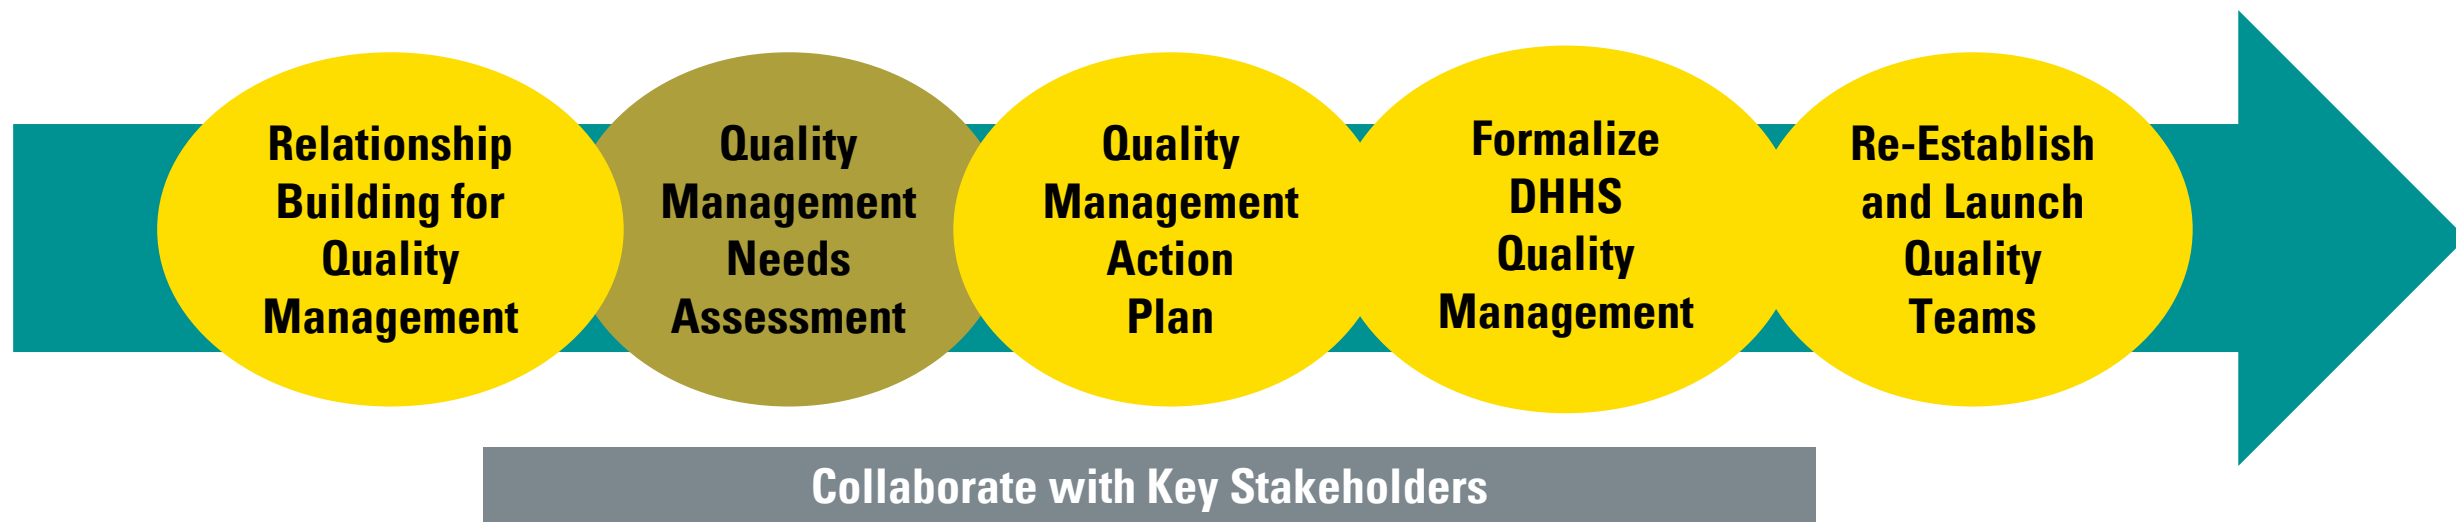 Relationship
Building for
Quality
Management
Quality
Management
Needs
Assessment
Quality
Management
Action
Plan
Formalize
DHHS
Quality
Management
Re-Establish
and Launch
Quality
Teams
Collaborate with Key Stakeholders